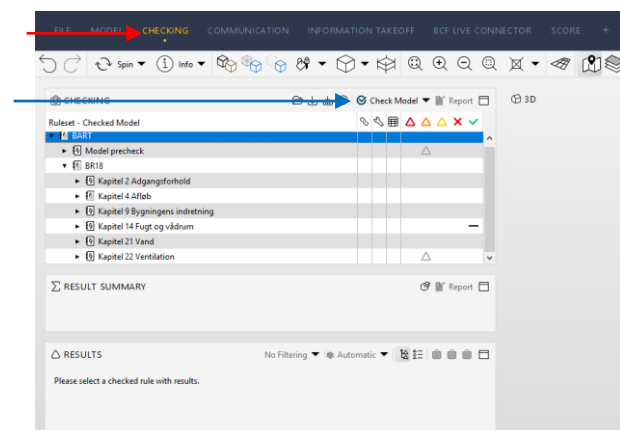 FILE MODEL CHECKING COMMUNICATION INFORMATION TAKEOFF BCF LIVE CONNECTOR SCORE +
Spin Info
CHECKING Check Model Report 3D
Ruleset - Checked Model
BART
Model precheck
BR18
Kapitel 2 Adgangsforhold
Kapitel 4 Afløb
Kapitel 9 Bygningens indretning
Kapitel 14 Fugt og vådrum
Kapitel 21 Vand
Kapitel 22 Ventilation
RESULT SUMMARY Report
RESULTS No Filtering Automatic
Please select a checked rule with results.